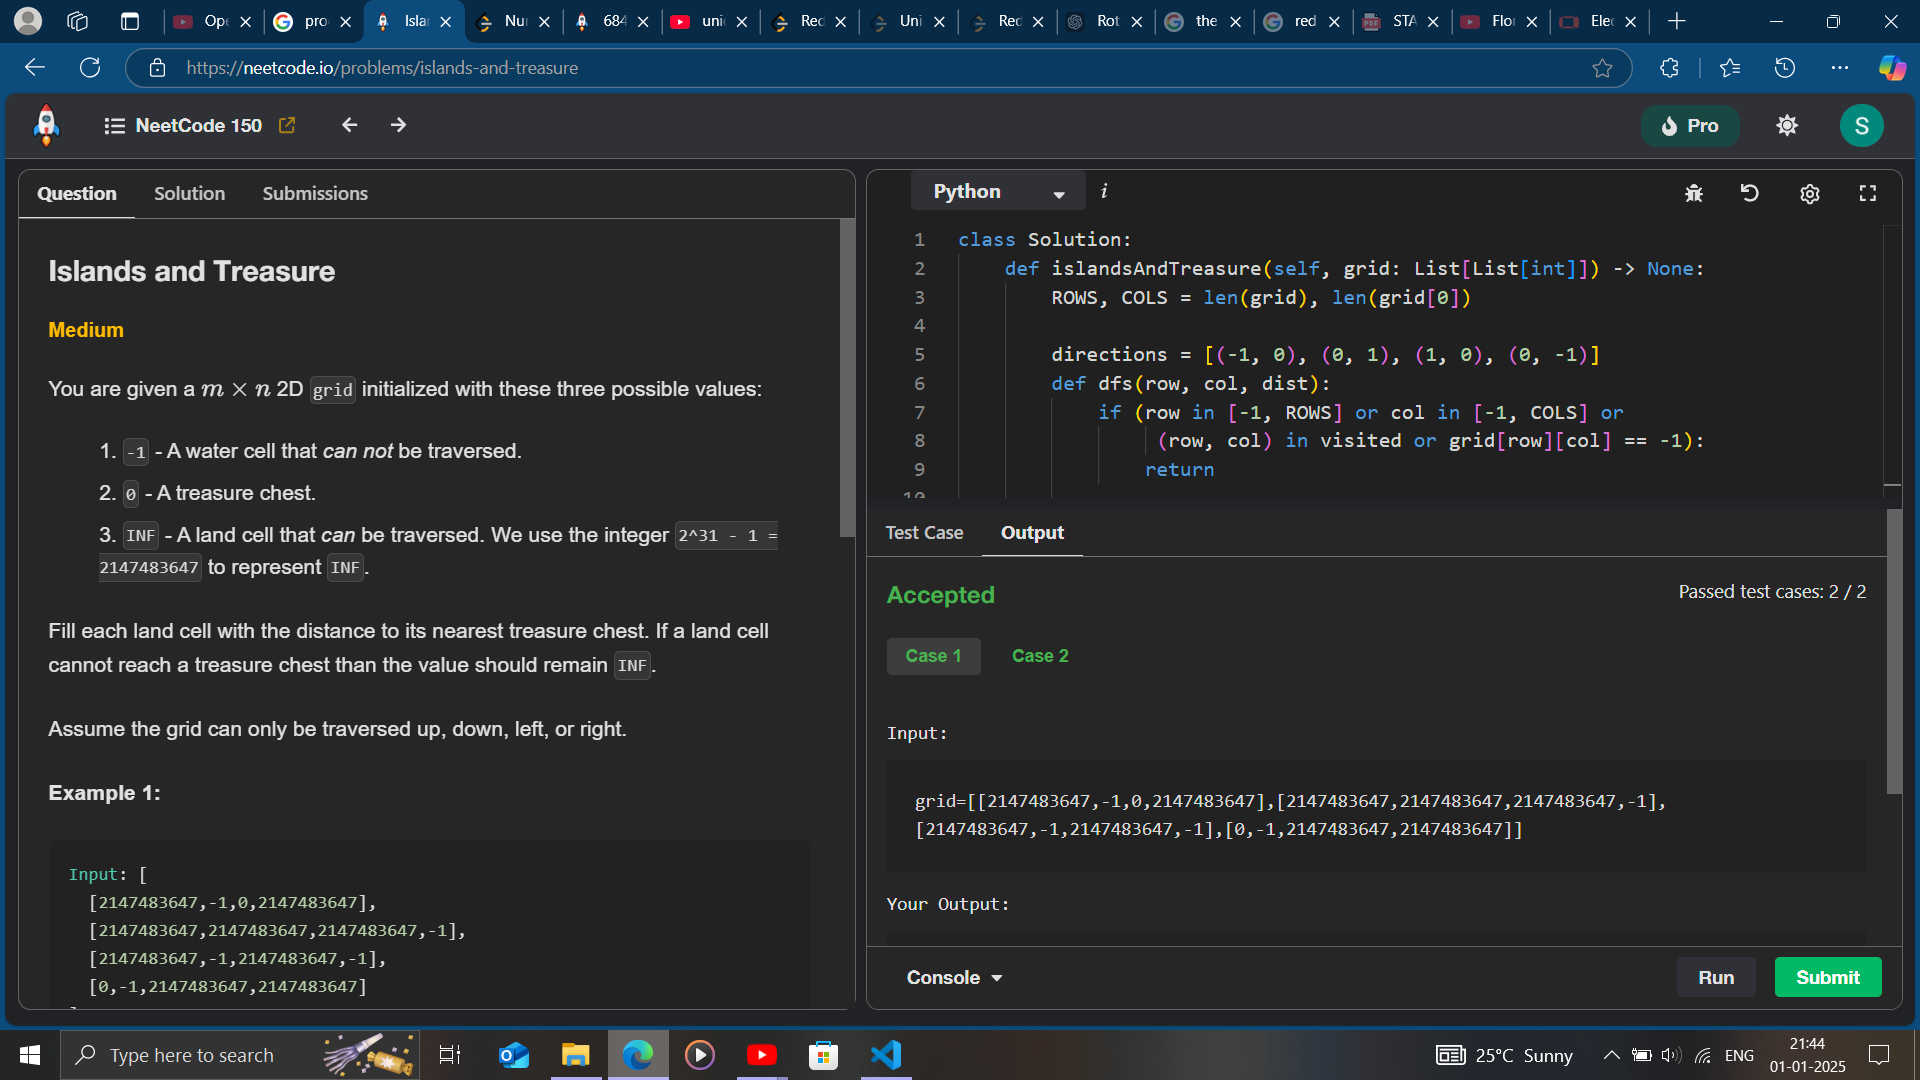 Ope
pro
Islar
Nur
684
unic
Red
Uni
Red
Rot
the
red
STA
Flor
Elec
https://neetcode.io/problems/islands-and-treasure
NeetCode 150
Pro
S
Question Solution Submissions
Islands and Treasure
Medium
You are given a m × n 2D grid initialized with these three possible values:
1. -1 - A water cell that can not be traversed.
2. 0 - A treasure chest.
3. INF - A land cell that can be traversed. We use the integer 2^31 - 1 =
2147483647 to represent INF.
Fill each land cell with the distance to its nearest treasure chest. If a land cell
cannot reach a treasure chest than the value should remain INF.
Assume the grid can only be traversed up, down, left, or right.
Example 1:
Input: [
[2147483647,-1,0,2147483647],
[2147483647,2147483647,2147483647,-1],
[2147483647,-1,2147483647,-1],
[0,-1,2147483647,2147483647]
Python i
1 class Solution:
2 def islandsAndTreasure(self, grid: List[List[int]]) -> None:
3 ROWS, COLS = len(grid), len(grid[0])
4
5 directions = [(-1, 0), (0, 1), (1, 0), (0, -1)]
6 def dfs(row, col, dist):
7 if (row in [-1, ROWS] or col in [-1, COLS] or
8 (row, col) in visited or grid[row][col] == -1):
9 return
10
Test Case Output
Accepted
Passed test cases: 2 / 2
Case 1 Case 2
Input:
grid=[[2147483647,-1,0,2147483647],[2147483647,2147483647,2147483647,-1],
[2147483647,-1,2147483647,-1],[0,-1,2147483647,2147483647]]
Your Output:
Console
Run
Submit
Type here to search
25°C Sunny
ENG
21:44
01-01-2025